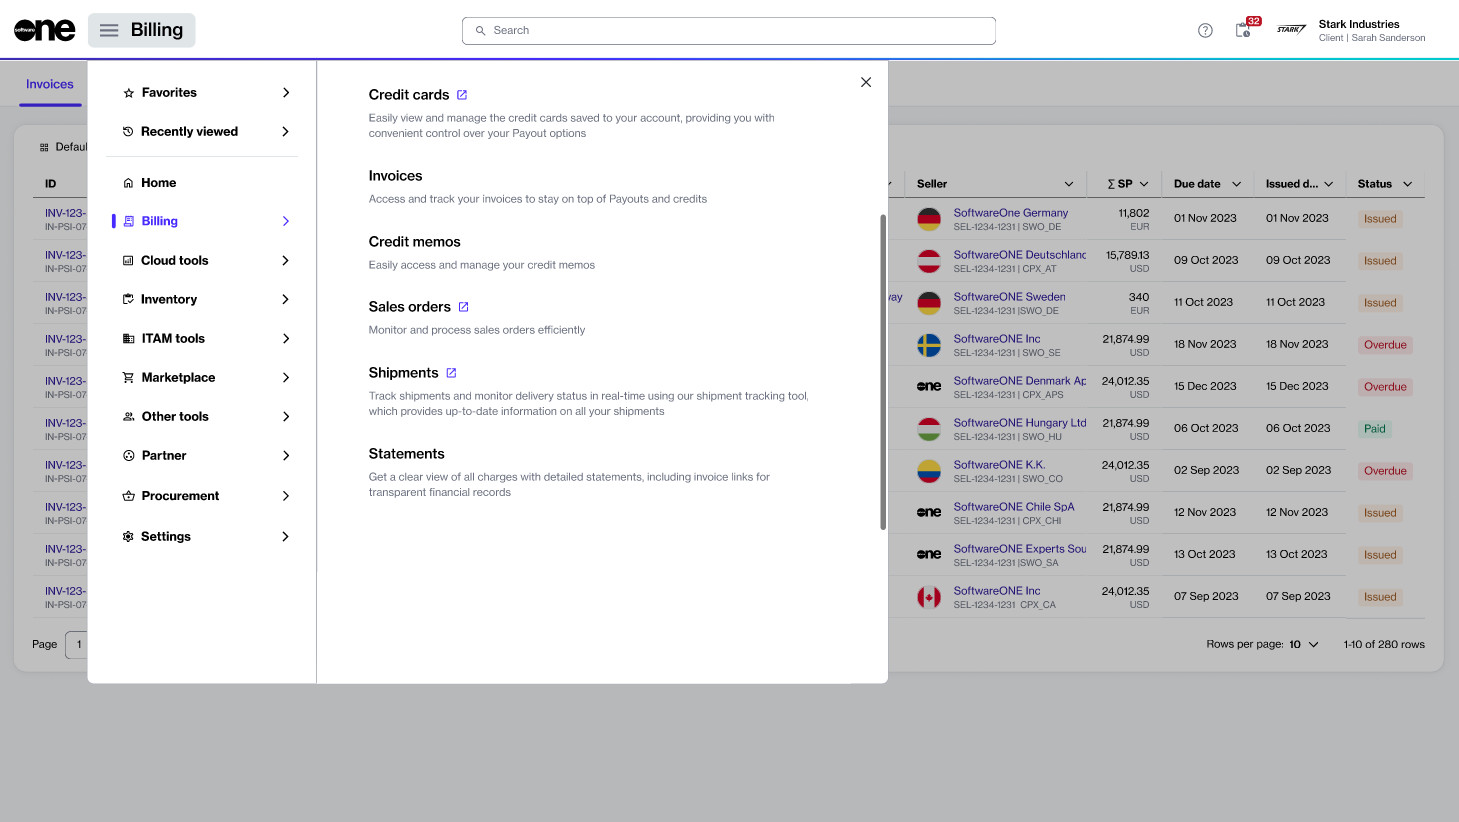 software one
Billing
Search
32
STARK
Stark Industries
Client | Sarah Sanderson
Invoices
Favorites
Recently viewed
Home
Billing
Cloud tools
Inventory
ITAM tools
Marketplace
Other tools
Partner
Procurement
Settings
Credit cards
Easily view and manage the credit cards saved to your account, providing you with
convenient control over your Payout options
Invoices
Access and track your invoices to stay on top of Payouts and credits
Credit memos
Easily access and manage your credit memos
Sales orders
Monitor and process sales orders efficiently
Shipments
Track shipments and monitor delivery status in real-time using our shipment tracking tool,
which provides up-to-date information on all your shipments
Statements
Get a clear view of all charges with detailed statements, including invoice links for
transparent financial records
Defaul
ID Seller Σ SP Due date Issued d... Status
INV-123- SoftwareOne Germany 11,802 01 Nov 2023 01 Nov 2023 Issued
IN-PSI-07 SEL-1234-1231 | SWO_DE EUR
INV-123- SoftwareONE Deutschland 15,789.13 09 Oct 2023 09 Oct 2023 Issued
IN-PSI-07 SEL-1234-1231 | CPX_AT USD
INV-123- way SoftwareONE Sweden 340 11 Oct 2023 11 Oct 2023 Issued
IN-PSI-07 SEL-1234-1231 |SWO_DE EUR
INV-123- SoftwareONE Inc 21,874.99 18 Nov 2023 18 Nov 2023 Overdue
IN-PSI-07 SEL-1234-1231 | SWO_SE USD
INV-123- one SoftwareONE Denmark Ap 24,012.35 15 Dec 2023 15 Dec 2023 Overdue
IN-PSI-07 SEL-1234-1231 | CPX_APS USD
INV-123- SoftwareONE Hungary Ltd 21,874.99 06 Oct 2023 06 Oct 2023 Paid
IN-PSI-07 SEL-1234-1231 | SWO_HU USD
INV-123- SoftwareONE K.K. 24,012.35 02 Sep 2023 02 Sep 2023 Overdue
IN-PSI-07 SEL-1234-1231 | SWO_CO USD
INV-123- one SoftwareONE Chile SpA 21,874.99 12 Nov 2023 12 Nov 2023 Issued
IN-PSI-07 SEL-1234-1231 | CPX_CHI USD
INV-123- one SoftwareONE Experts Sou 21,874.99 13 Oct 2023 13 Oct 2023 Issued
IN-PSI-07 SEL-1234-1231 |SWO_SA USD
INV-123- SoftwareONE Inc 24,012.35 07 Sep 2023 07 Sep 2023 Issued
IN-PSI-07 SEL-1234-1231 CPX_CA USD
Page 1 Rows per page: 10 1-10 of 280 rows